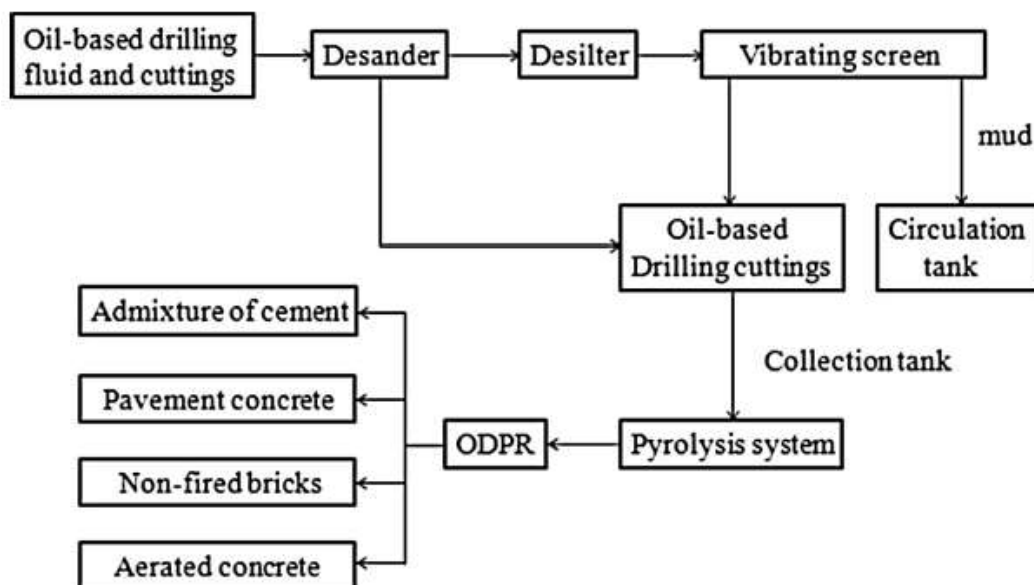 Oil-based drilling
fluid and cuttings
Desander
Desilter
Vibrating screen
mud
Oil-based
Drilling cuttings
Circulation
tank
Admixture of cement
Collection tank
Pavement concrete
ODPR
Pyrolysis system
Non-fired bricks
Aerated concrete